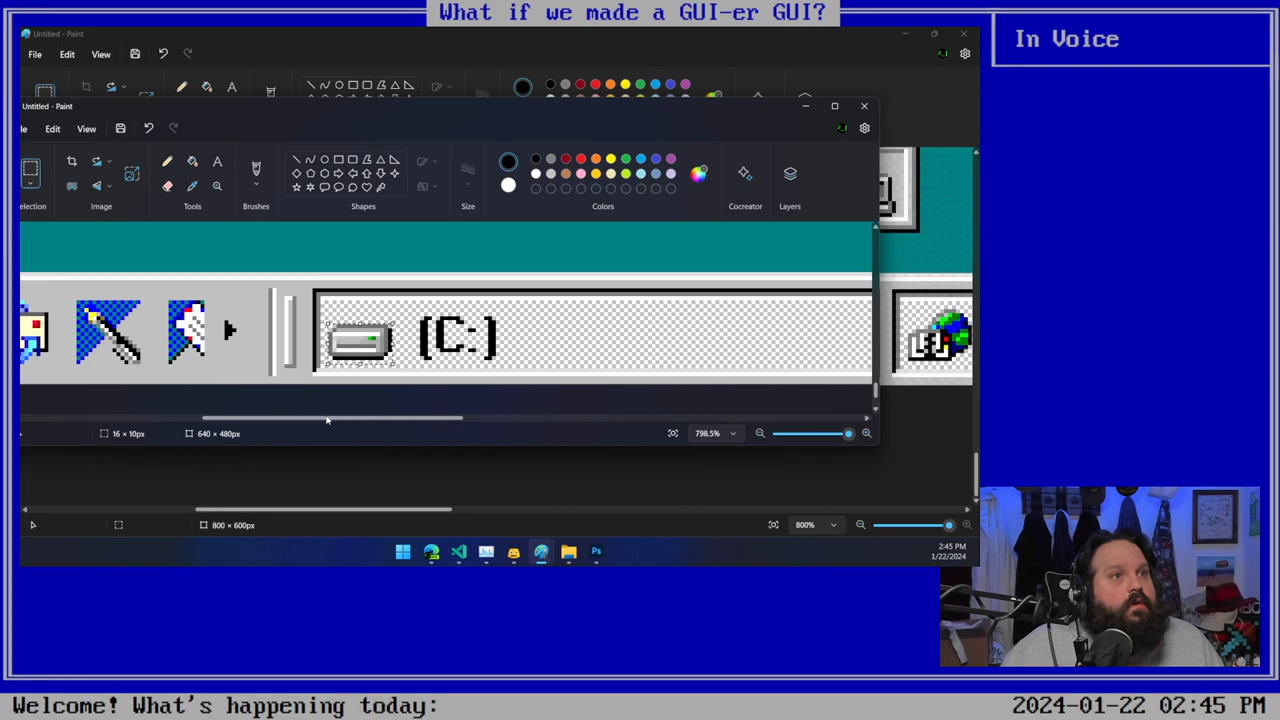 What if we made a GUI-er GUI?
In Voice
Untitled - Paint
File Edit View
Untitled - Paint
le Edit View
election Image Tools Brushes Shapes Size Colors Cocreator Layers
(C:)
16 × 10px 640 × 480px 798.5%
800 × 600px 800%
2:45 PM
1/22/2024
Welcome! What's happening today: 2024-01-22 02:45 PM